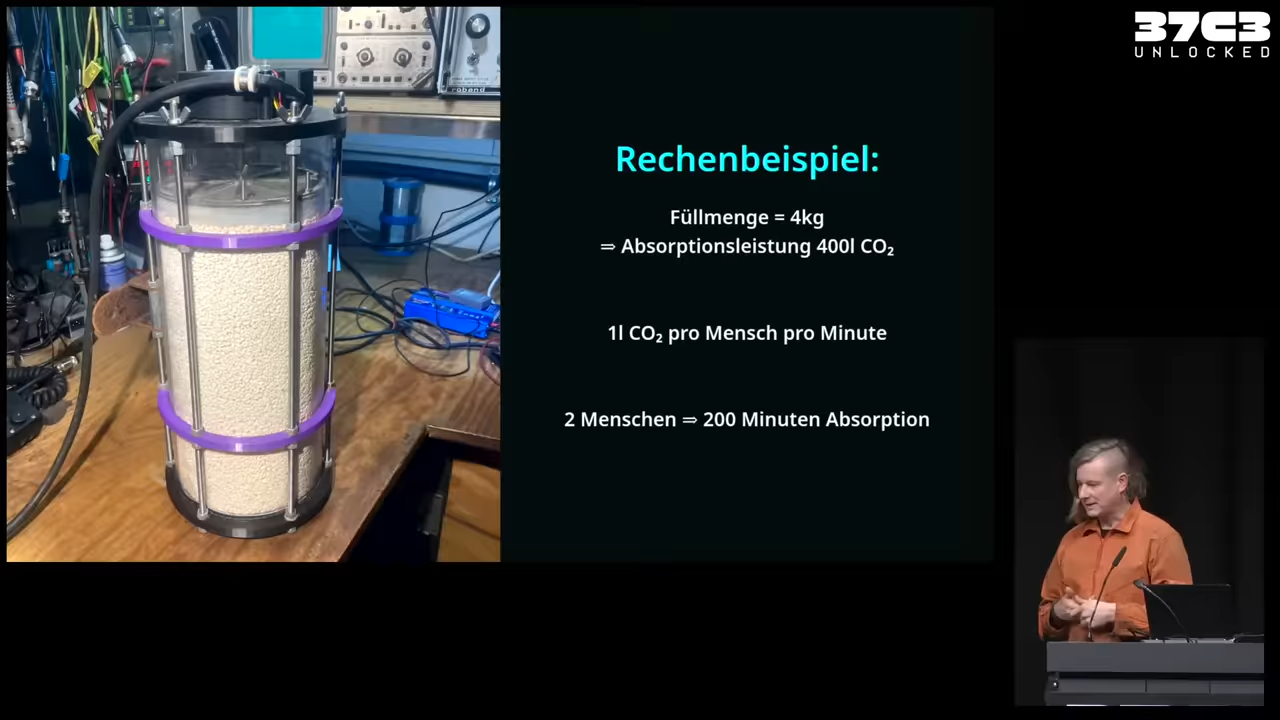 37C3
UNLOCKED
roband
Rechenbeispiel:
Füllmenge = 4kg
⇒ Absorptionsleistung 400l CO₂
1l CO₂ pro Mensch pro Minute
2 Menschen ⇒ 200 Minuten Absorption